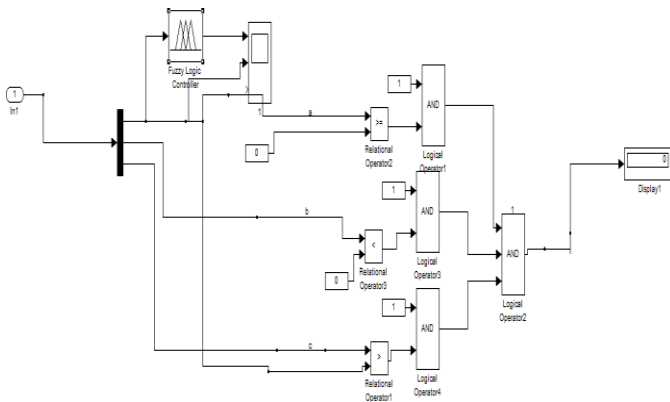 Fuzzy Logic
Controller
1
In1
1
a
0
>=
Relational
Operator2
1
AND
Logical
Operator1
b
0
<
Relational
Operator3
1
AND
Logical
Operator3
1
AND
Logical
Operator2
0
Display1
c
>
Relational
Operator1
1
AND
Logical
Operator4